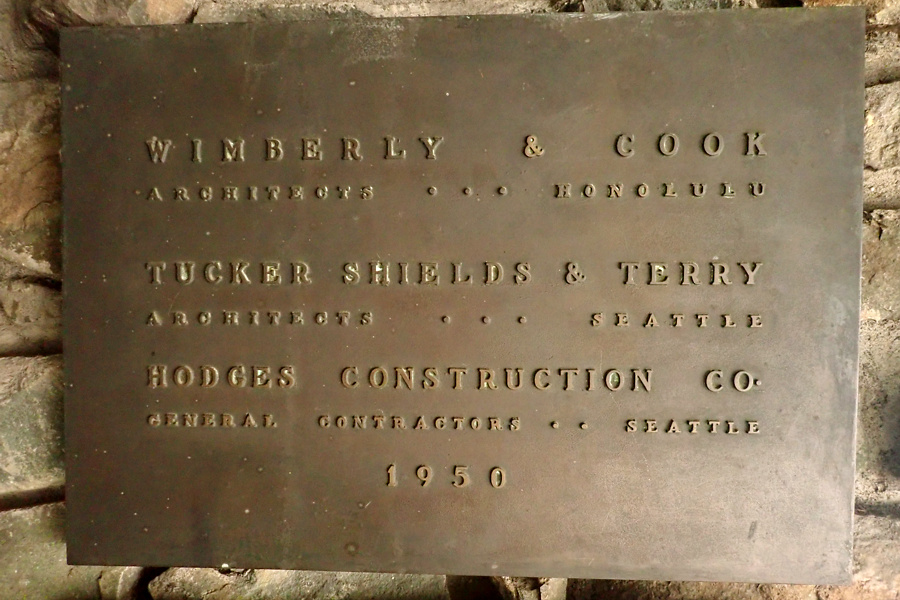 WIMBERLY & COOK
ARCHITECTS • • • HONOLULU
TUCKER SHIELDS & TERRY
ARCHITECTS • • • SEATTLE
HODGES CONSTRUCTION CO.
GENERAL CONTRACTORS • • SEATTLE
1950